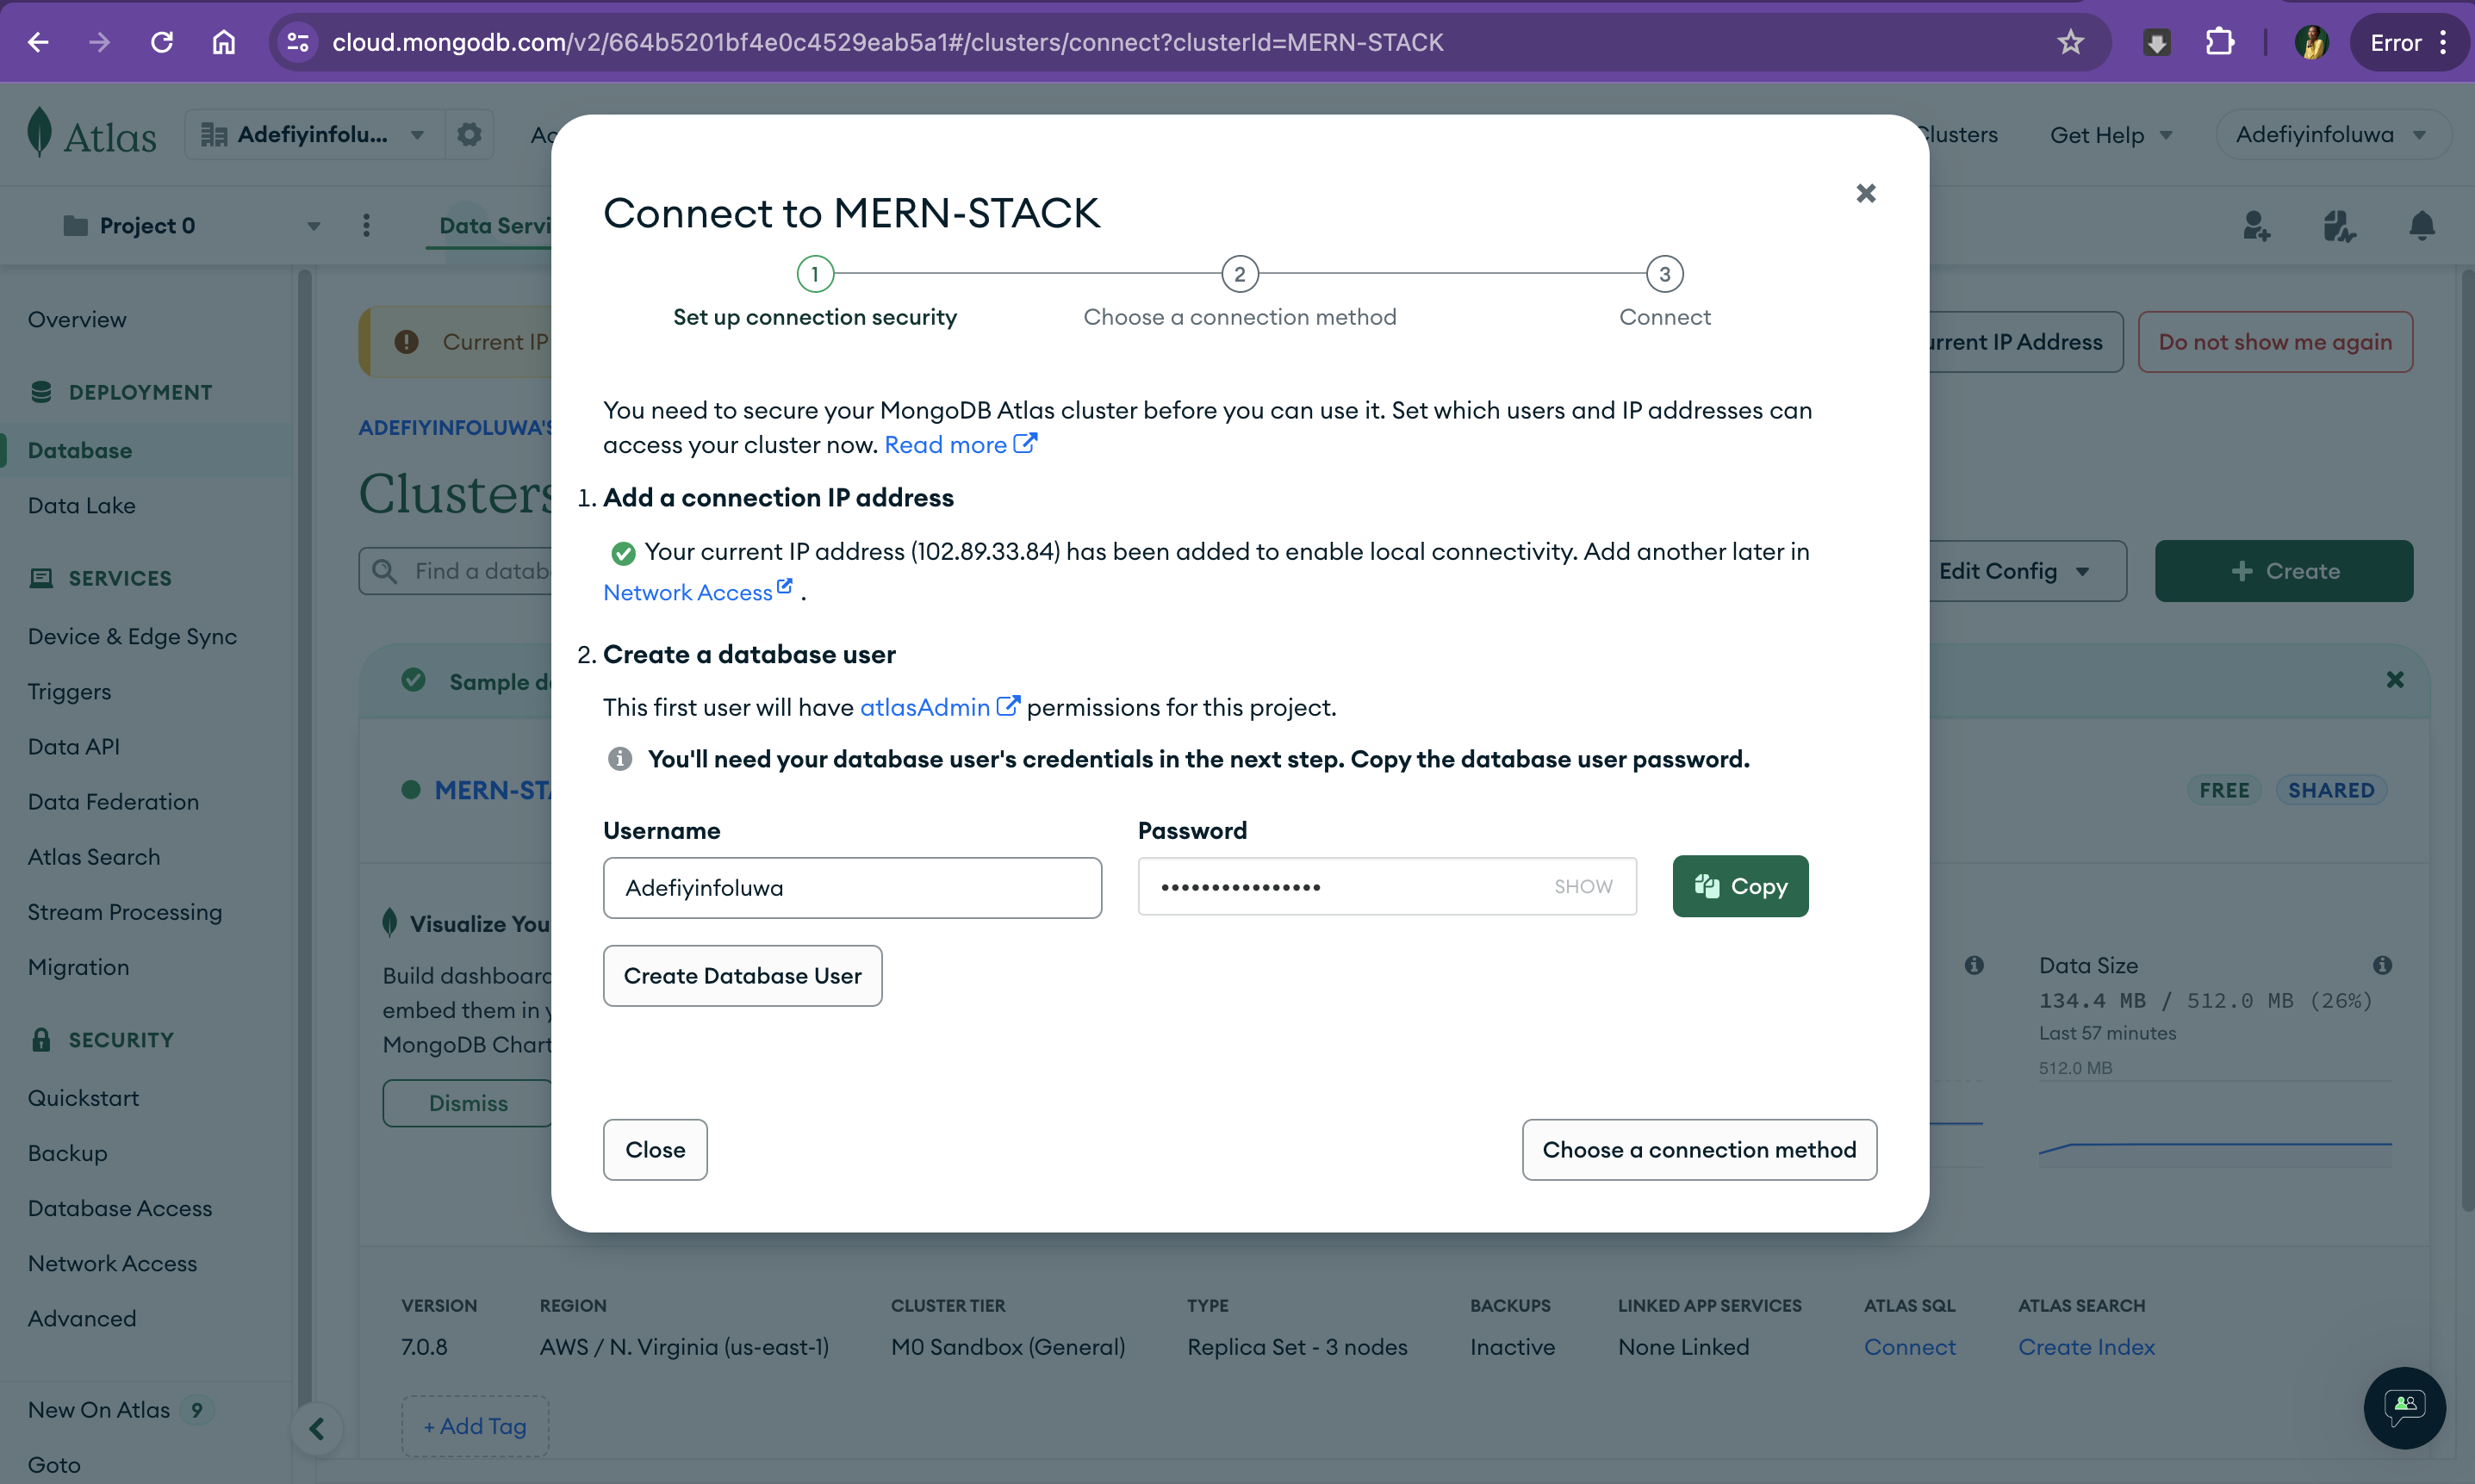 cloud.mongodb.com/v2/664b5201bf4e0c4529eab5a1#/clusters/connect?clusterId=MERN-STACK
Error
Atlas
Adefiyinfolu...
Clusters
Get Help
Adefiyinfoluwa
Project 0
Data Servi
Connect to MERN-STACK
1
2
3
Set up connection security
Choose a connection method
Connect
Overview
DEPLOYMENT
Database
Data Lake
SERVICES
Device & Edge Sync
Triggers
Data API
Data Federation
Atlas Search
Stream Processing
Migration
SECURITY
Quickstart
Backup
Database Access
Network Access
Advanced
New On Atlas 9
Goto
Current IP
urrent IP Address
Do not show me again
ADEFIYINFOLUWA'S
Clusters
Find a datab
Edit Config
+ Create
Sample d
MERN-STA
FREE
SHARED
Visualize You
Build dashboard
embed them in y
MongoDB Chart
Dismiss
You need to secure your MongoDB Atlas cluster before you can use it. Set which users and IP addresses can
access your cluster now. Read more
1. Add a connection IP address
Your current IP address (102.89.33.84) has been added to enable local connectivity. Add another later in
Network Access .
2. Create a database user
This first user will have atlasAdmin permissions for this project.
You'll need your database user's credentials in the next step. Copy the database user password.
Username
Password
Adefiyinfoluwa
••••••••••••••••
SHOW
Copy
Create Database User
Close
Choose a connection method
Data Size
134.4 MB / 512.0 MB (26%)
Last 57 minutes
512.0 MB
VERSION
REGION
CLUSTER TIER
TYPE
BACKUPS
LINKED APP SERVICES
ATLAS SQL
ATLAS SEARCH
7.0.8
AWS / N. Virginia (us-east-1)
M0 Sandbox (General)
Replica Set - 3 nodes
Inactive
None Linked
Connect
Create Index
+ Add Tag